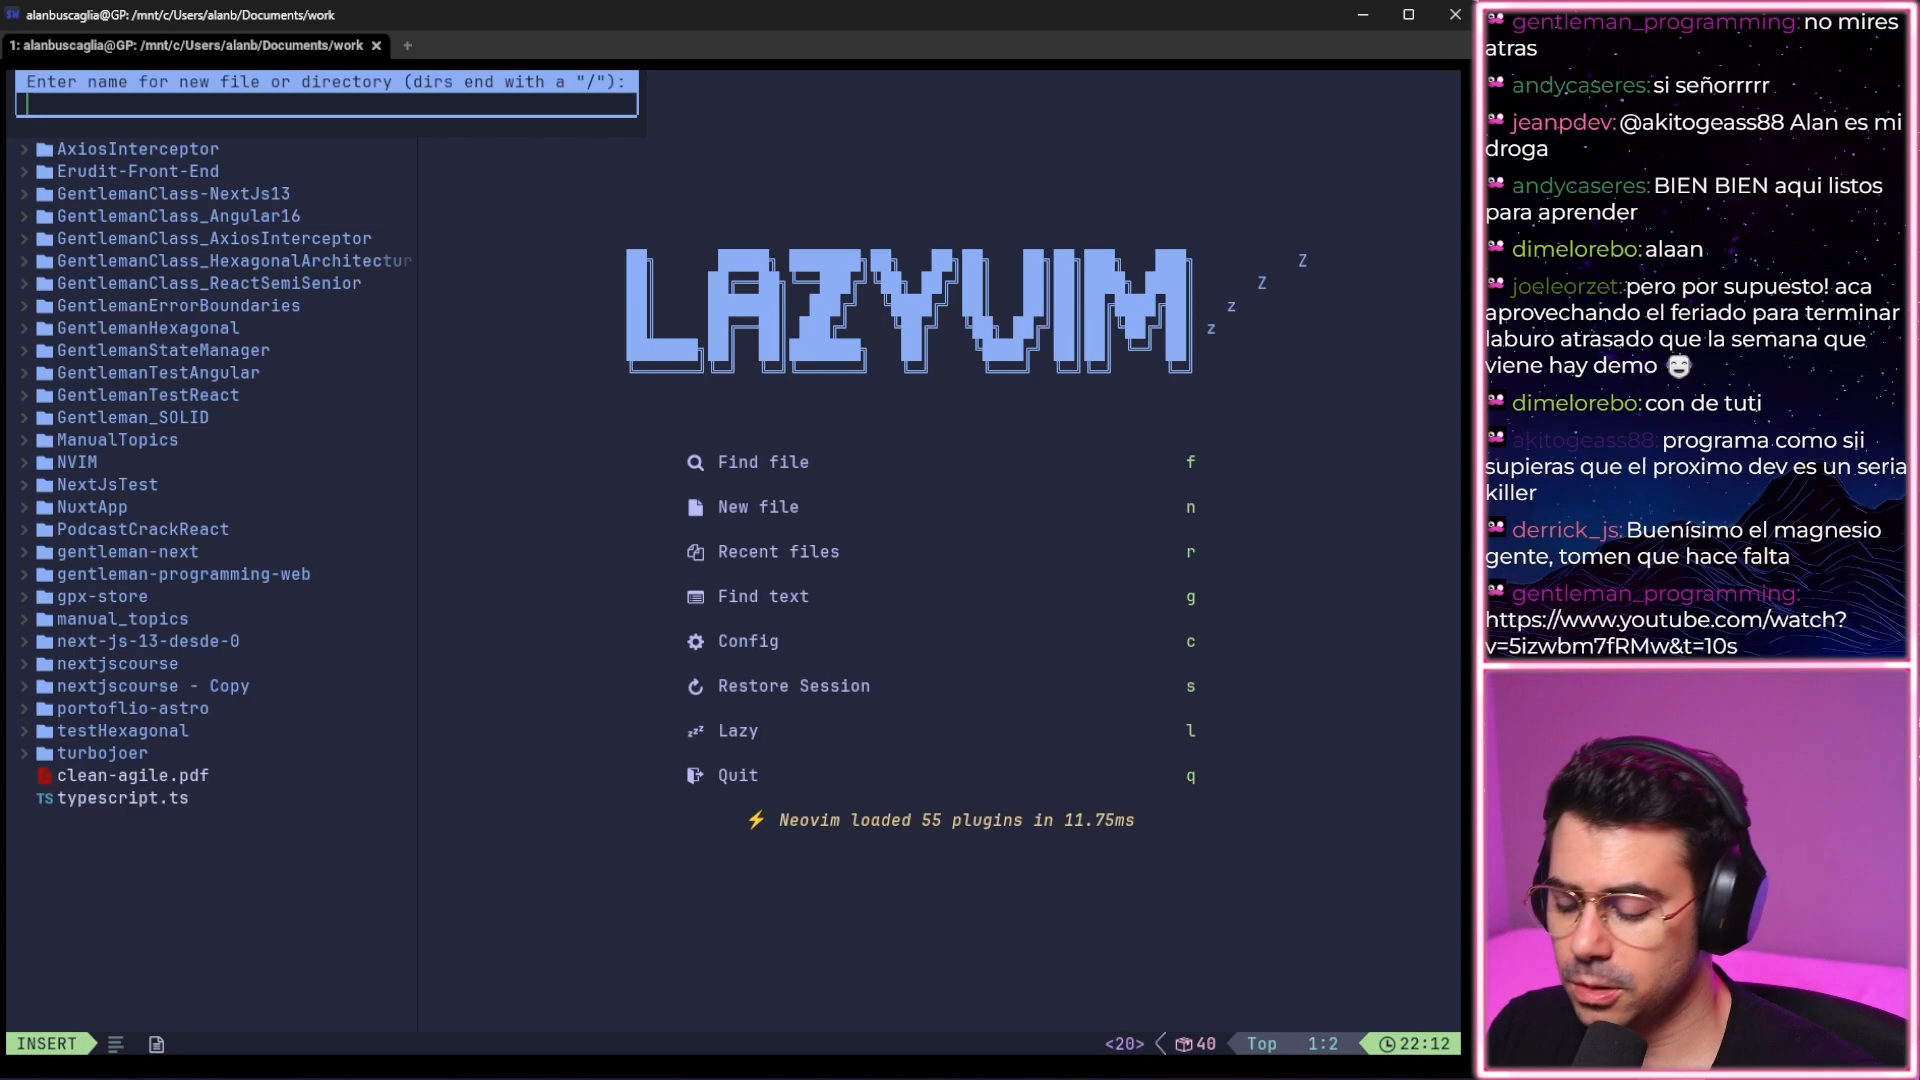 alanbuscaglia@GP: /mnt/c/Users/alanb/Documents/work
1: alanbuscaglia@GP: /mnt/c/Users/alanb/Documents/work
Enter name for new file or directory (dirs end with a "/"):
AxiosInterceptor
Erudit-Front-End
GentlemanClass-NextJs13
GentlemanClass_Angular16
GentlemanClass_AxiosInterceptor
GentlemanClass_HexagonalArchitectur
GentlemanClass_ReactSemiSenior
GentlemanErrorBoundaries
GentlemanHexagonal
GentlemanStateManager
GentlemanTestAngular
GentlemanTestReact
Gentleman_SOLID
ManualTopics
NVIM
NextJsTest
NuxtApp
PodcastCrackReact
gentleman-next
gentleman-programming-web
gpx-store
manual_topics
next-js-13-desde-0
nextjscourse
nextjscourse - Copy
portoflio-astro
testHexagonal
turbojoer
clean-agile.pdf
TS typescript.ts
LAZYVIM
Z
Z
z
z
Find file f
New file n
Recent files r
Find text g
Config c
Restore Session s
zzz Lazy l
Quit q
⚡ Neovim loaded 55 plugins in 11.75ms
INSERT
<20> 40 Top 1:2 22:12
gentleman_programming: no mires
atras
andycaseres: si señorrrrr
jeanpdev: @akitogeass88 Alan es mi
droga
andycaseres: BIEN BIEN aqui listos
para aprender
dimelorebo: alaan
joeleorzet: pero por supuesto! aca
aprovechando el feriado para terminar
laburo atrasado que la semana que
viene hay demo
dimelorebo: con de tuti
akitogeass88: programa como sii
supieras que el proximo dev es un seria
killer
derrick_js: Buenísimo el magnesio
gente, tomen que hace falta
gentleman_programming:
https://www.youtube.com/watch?
v=5izwbm7fRMw&t=10s